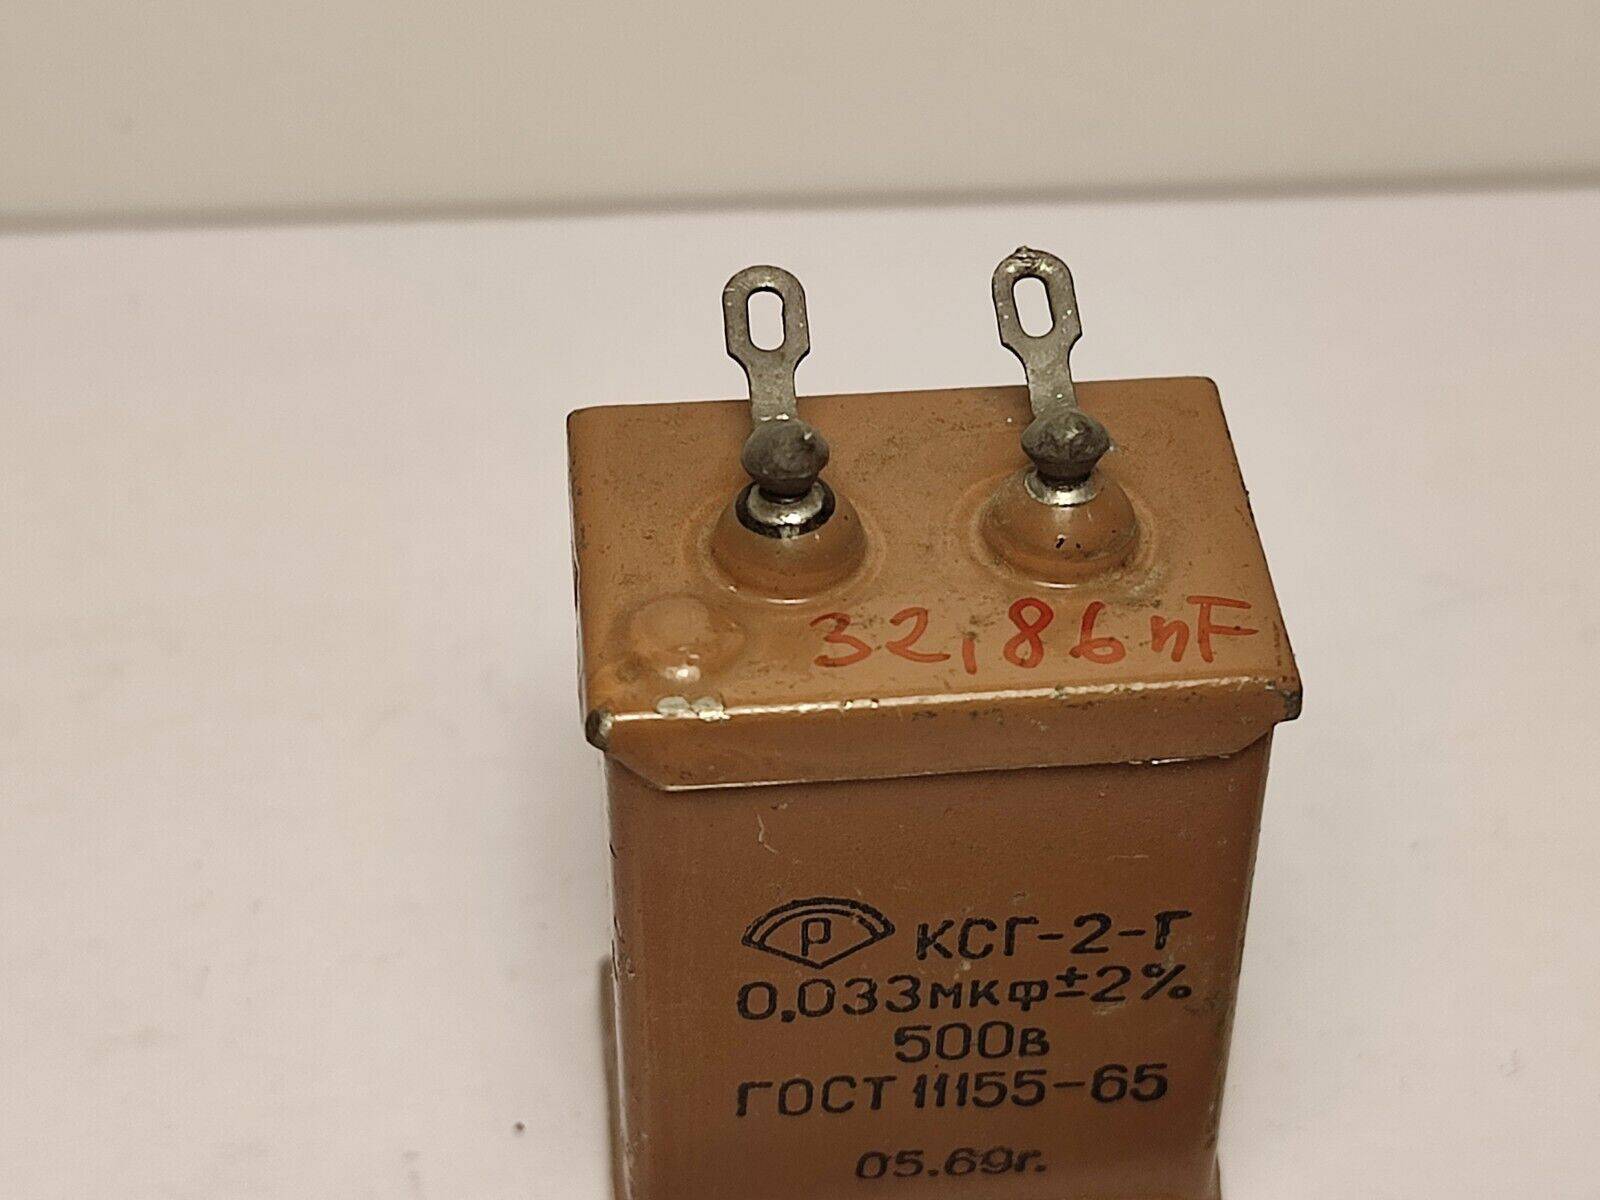 32,86nF
Р КСГ-2-Г
0,033мкф±2%
500в
ГОСТ 11155-65
05.69г.